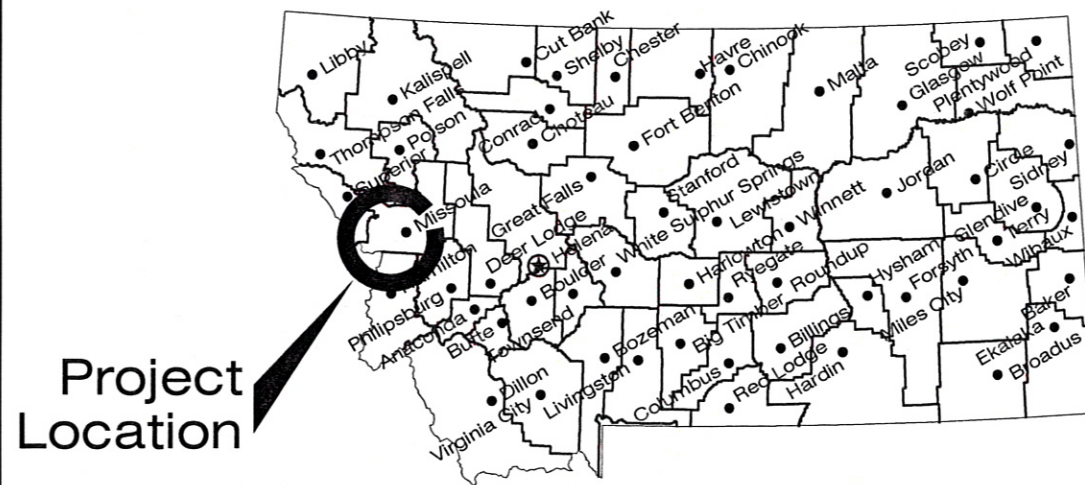 Libby
Cut Bank
Shelby
Chester
Havre
Chinook
Scobey
Plentywood
Kalispell
Malta
Glasgow
Wolf Point
Thompson Falls
Polson
Conrad
Choteau
Fort Benton
Superior
Missoula
Great Falls
Stanford
White Sulphur Springs
Lewistown
Winnett
Jordan
Circle
Sidney
Glendive
Terry
Wibaux
Hamilton
Deer Lodge
Helena
Boulder
Harlowton
Ryegate
Roundup
Hysham
Forsyth
Miles City
Philipsburg
Anaconda
Butte
Townsend
Bozeman
Big Timber
Billings
Baker
Ekalaka
Broadus
Project
Location
Dillon
Virginia City
Livingston
Columbus
Red Lodge
Hardin